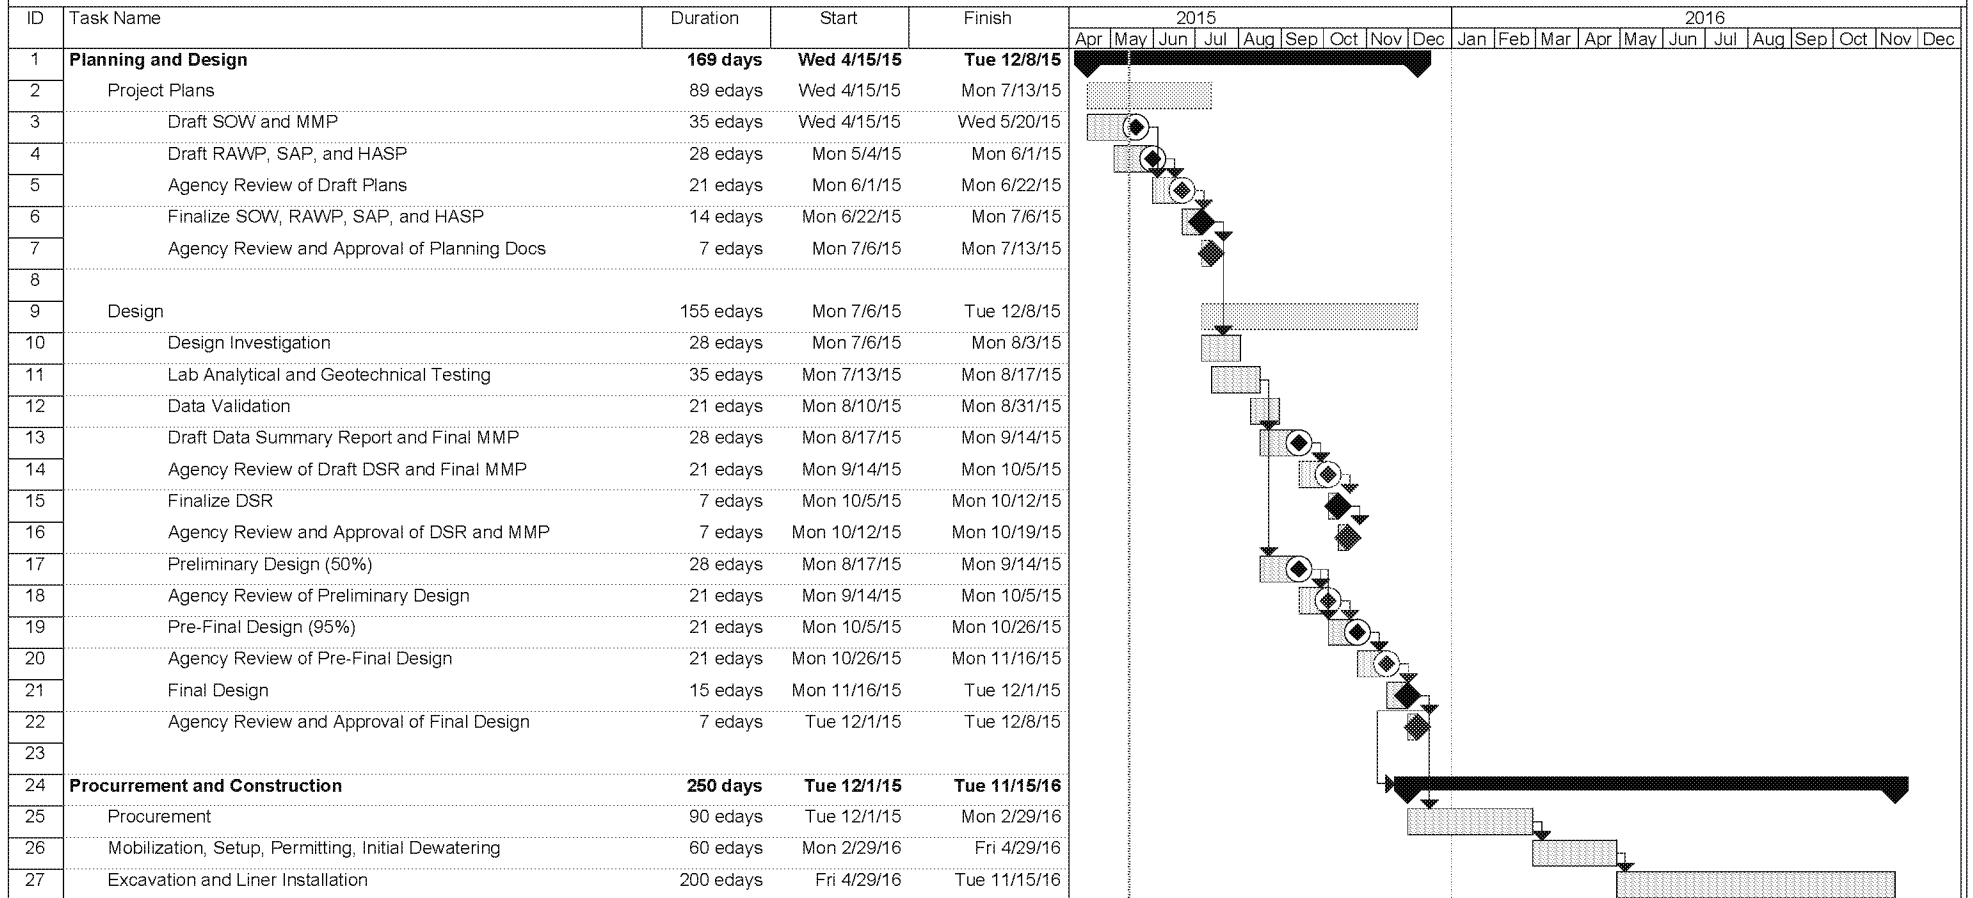 ID Task Name Duration Start Finish 2015 2016
Apr May Jun Jul Aug Sep Oct Nov Dec Jan Feb Mar Apr May Jun Jul Aug Sep Oct Nov Dec
1 Planning and Design 169 days Wed 4/15/15 Tue 12/8/15
2 Project Plans 89 edays Wed 4/15/15 Mon 7/13/15
3 Draft SOW and MMP 35 edays Wed 4/15/15 Wed 5/20/15
4 Draft RAWP, SAP, and HASP 28 edays Mon 5/4/15 Mon 6/1/15
5 Agency Review of Draft Plans 21 edays Mon 6/1/15 Mon 6/22/15
6 Finalize SOW, RAWP, SAP, and HASP 14 edays Mon 6/22/15 Mon 7/6/15
7 Agency Review and Approval of Planning Docs 7 edays Mon 7/6/15 Mon 7/13/15
8
9 Design 155 edays Mon 7/6/15 Tue 12/8/15
10 Design Investigation 28 edays Mon 7/6/15 Mon 8/3/15
11 Lab Analytical and Geotechnical Testing 35 edays Mon 7/13/15 Mon 8/17/15
12 Data Validation 21 edays Mon 8/10/15 Mon 8/31/15
13 Draft Data Summary Report and Final MMP 28 edays Mon 8/17/15 Mon 9/14/15
14 Agency Review of Draft DSR and Final MMP 21 edays Mon 9/14/15 Mon 10/5/15
15 Finalize DSR 7 edays Mon 10/5/15 Mon 10/12/15
16 Agency Review and Approval of DSR and MMP 7 edays Mon 10/12/15 Mon 10/19/15
17 Preliminary Design (50%) 28 edays Mon 8/17/15 Mon 9/14/15
18 Agency Review of Preliminary Design 21 edays Mon 9/14/15 Mon 10/5/15
19 Pre-Final Design (95%) 21 edays Mon 10/5/15 Mon 10/26/15
20 Agency Review of Pre-Final Design 21 edays Mon 10/26/15 Mon 11/16/15
21 Final Design 15 edays Mon 11/16/15 Tue 12/1/15
22 Agency Review and Approval of Final Design 7 edays Tue 12/1/15 Tue 12/8/15
23
24 Procurrement and Construction 250 days Tue 12/1/15 Tue 11/15/16
25 Procurement 90 edays Tue 12/1/15 Mon 2/29/16
26 Mobilization, Setup, Permitting, Initial Dewatering 60 edays Mon 2/29/16 Fri 4/29/16
27 Excavation and Liner Installation 200 edays Fri 4/29/16 Tue 11/15/16